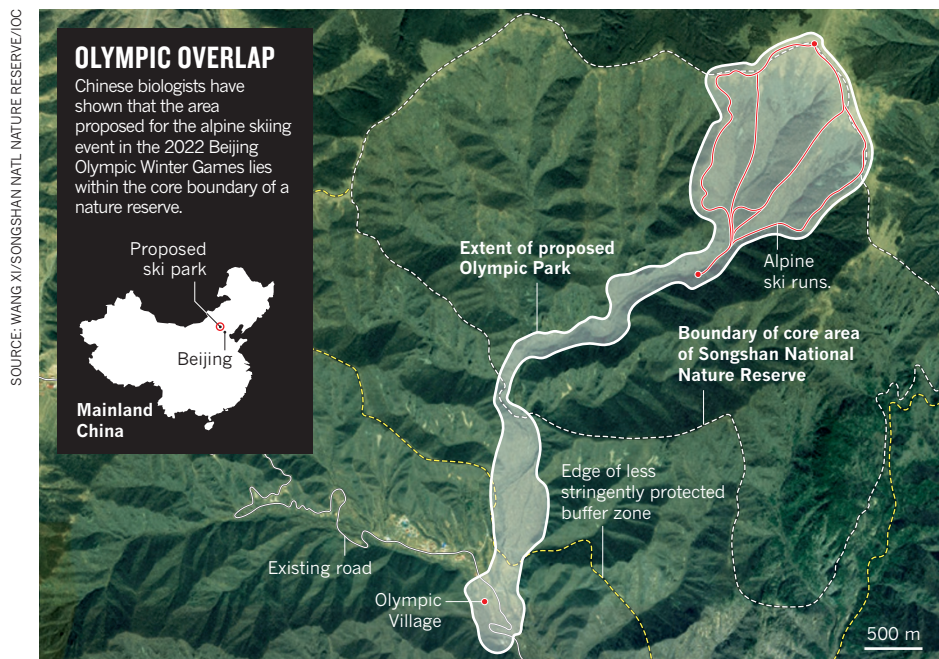 SOURCE: WANG XI/SONGSHAN NATL NATURE RESERVE/IOC
OLYMPIC OVERLAP
Chinese biologists have
shown that the area
proposed for the alpine skiing
event in the 2022 Beijing
Olympic Winter Games lies
within the core boundary of a
nature reserve.
Proposed
ski park
Beijing
Mainland
China
Extent of proposed
Olympic Park
Alpine
ski runs.
Boundary of core area
of Songshan National
Nature Reserve
Edge of less
stringently protected
buffer zone
Existing road
Olympic
Village
500 m